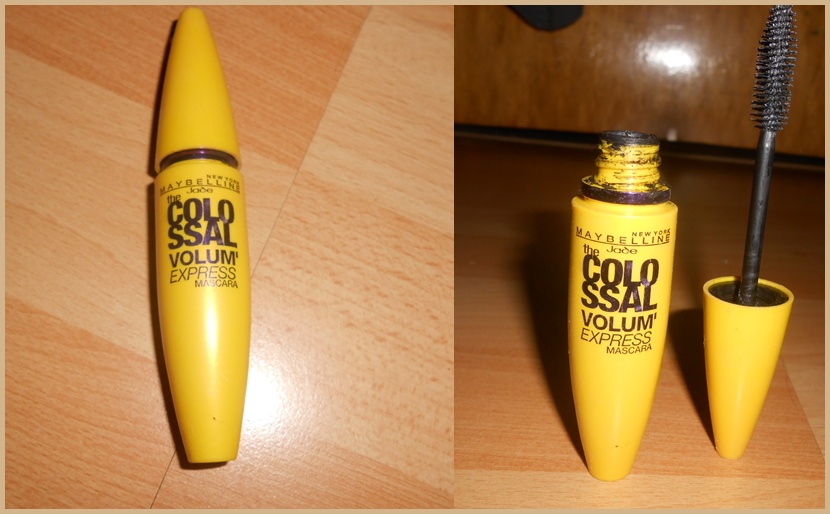 NEW YORK
MAYBELLINE
Jade
the
COLO
SSAL
VOLUM'
EXPRESS
MASCARA
NEW YORK
MAYBELLINE
Jade
the
COLO
SSAL
VOLUM'
EXPRESS
MASCARA